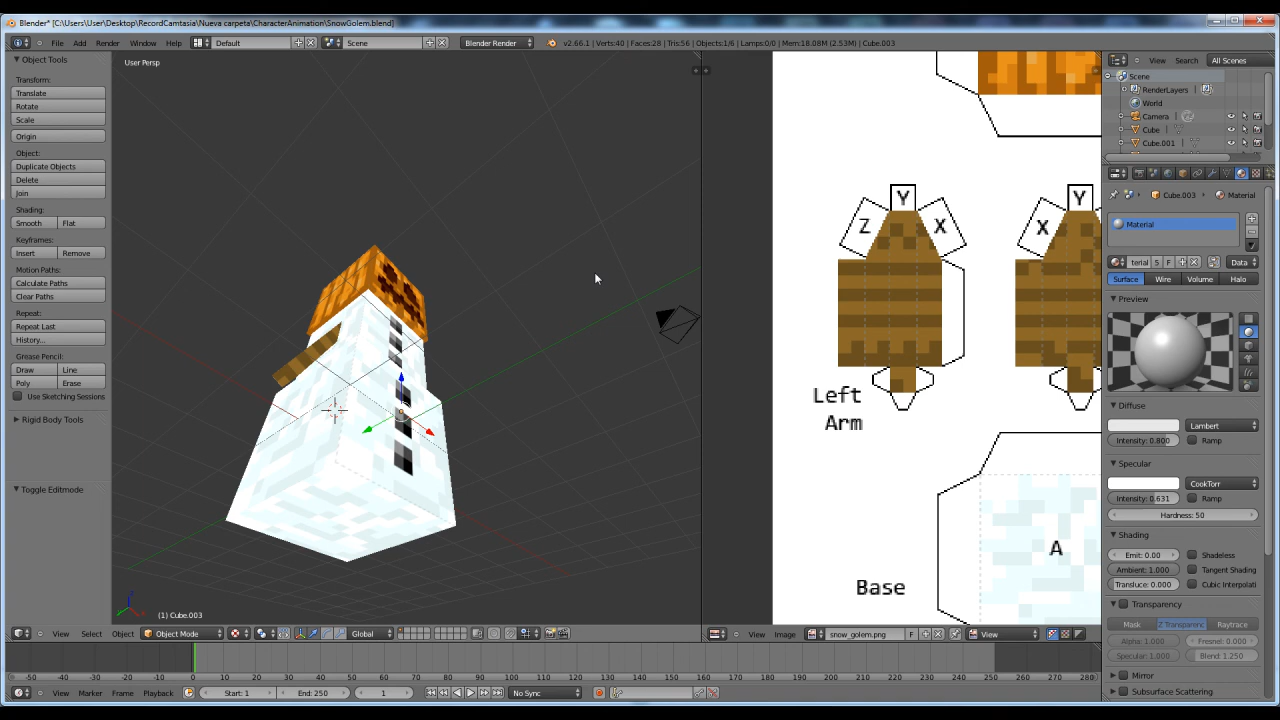 Blender* [C:\Users\User\Desktop\RecordCamtasia\Nueva carpeta\CharacterAnimation\SnowGolem.blend]
File Add Render Window Help Default Scene Blender Render v2.66.1 | Verts:40 | Faces:28 | Tris:56 | Objects:1/6 | Lamps:0/0 | Mem:18.08M (2.53M) | Cube.003
Object Tools
Transform:
Translate
Rotate
Scale
Origin
Object:
Duplicate Objects
Delete
Join
Shading:
Smooth Flat
Keyframes:
Insert Remove
Motion Paths:
Calculate Paths
Clear Paths
Repeat:
Repeat Last
History...
Grease Pencil:
Draw Line
Poly Erase
Use Sketching Sessions
Rigid Body Tools
Toggle Editmode
User Persp
(1) Cube.003
View Select Object Object Mode Global
Y
Z X
Y
X
Left
Arm
A
Base
View Image snow_golem.png F View
View Search All Scenes
Scene
RenderLayers
World
Camera
Cube
Cube.001
Cube.003 Material
Material
terial 5 F Data
Surface Wire Volume Halo
Preview
Diffuse
Lambert
Intensity: 0.800 Ramp
Specular
CookTorr
Intensity: 0.631 Ramp
Hardness: 50
Shading
Emit: 0.00 Shadeless
Ambient: 1.000 Tangent Shading
Transluce: 0.000 Cubic Interpolati
Transparency
Mask Z Transparenc Raytrace
Alpha: 1.000 Fresnel: 0.000
Specular: 1.000 Blend: 1.250
Mirror
Subsurface Scattering
-50 -40 -30 -20 -10 0 10 20 30 40 50 60 70 80 90 100 110 120 130 140 150 160 170 180 190 200 210 220 230 240 250 260 270 280
View Marker Frame Playback Start: 1 End: 250 1 No Sync